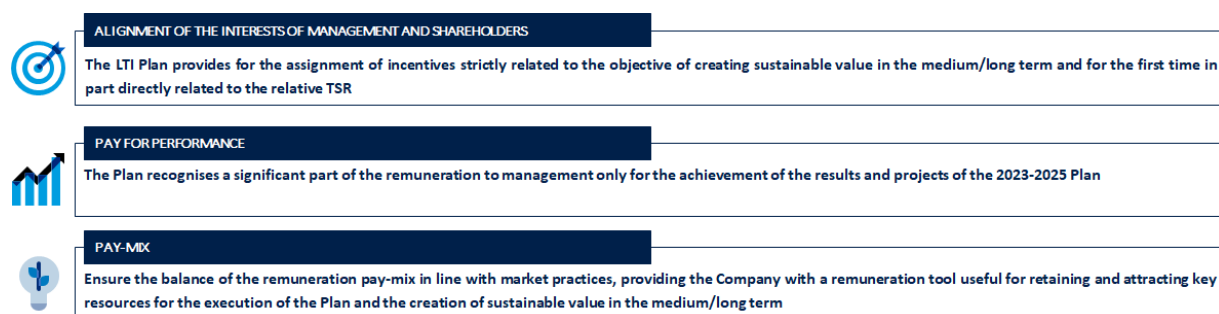 ALIGNMENT OF THE INTERESTS OF MANAGEMENT AND SHAREHOLDERS
The LTI Plan provides for the assignment of incentives strictly related to the objective of creating sustainable value in the medium/long term and for the first time in
part directly related to the relative TSR
PAY FOR PERFORMANCE
The Plan recognises a significant part of the remuneration to management only for the achievement of the results and projects of the 2023-2025 Plan
PAY-MIX
Ensure the balance of the remuneration pay-mix in line with market practices, providing the Company with a remuneration tool useful for retaining and attracting key
resources for the execution of the Plan and the creation of sustainable value in the medium/long term